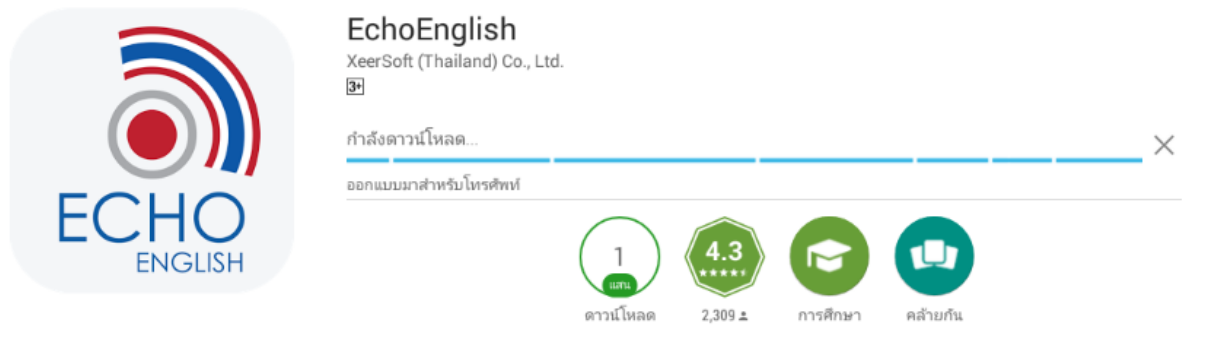 ECHO
ENGLISH
EchoEnglish
XeerSoft (Thailand) Co., Ltd.
3+
กำลังดาวน์โหลด...
ออกแบบมาสำหรับโทรศัพท์
1
แสน
ดาวน์โหลด
4.3
2,309
การศึกษา
คล้ายกัน